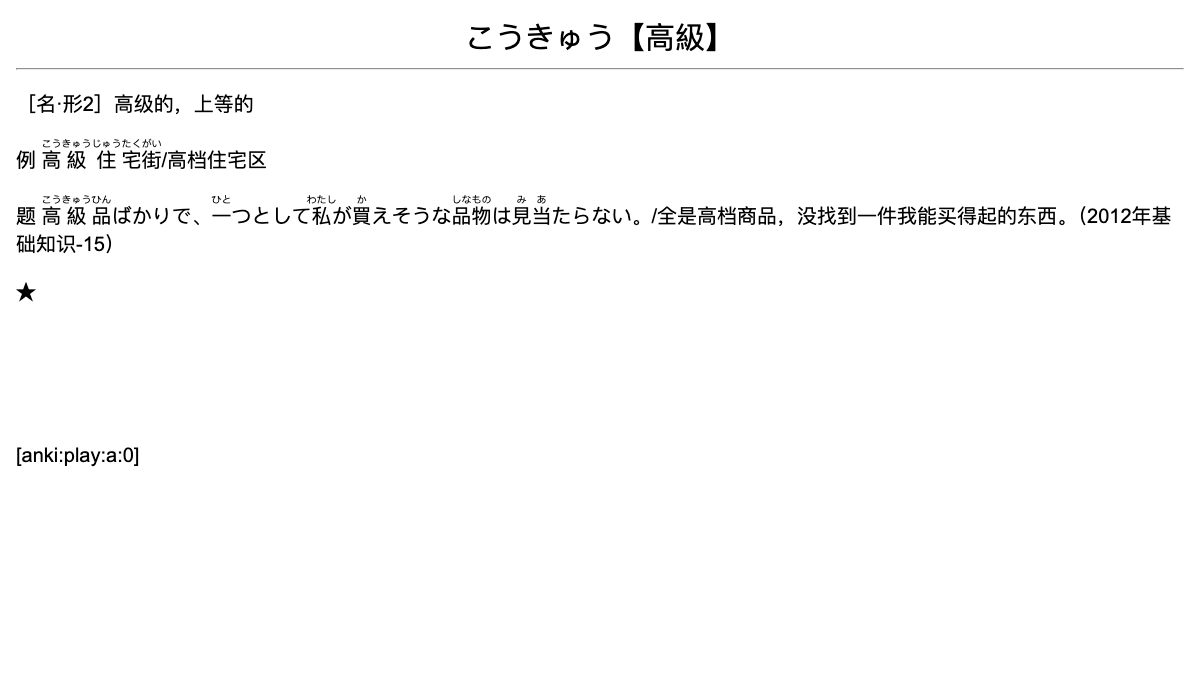 こうきゅう【高級】
［名·形2］高级的，上等的
こうきゅうじゅうたくがい
例 高級住宅街/高档住宅区
こうきゅうひん ひと わたし か しなもの み あ
题 高級品ばかりで、一つとして私が買えそうな品物は見当たらない。/全是高档商品，没找到一件我能买得起的东西。（2012年基
础知识-15）
★
[anki:play:a:0]